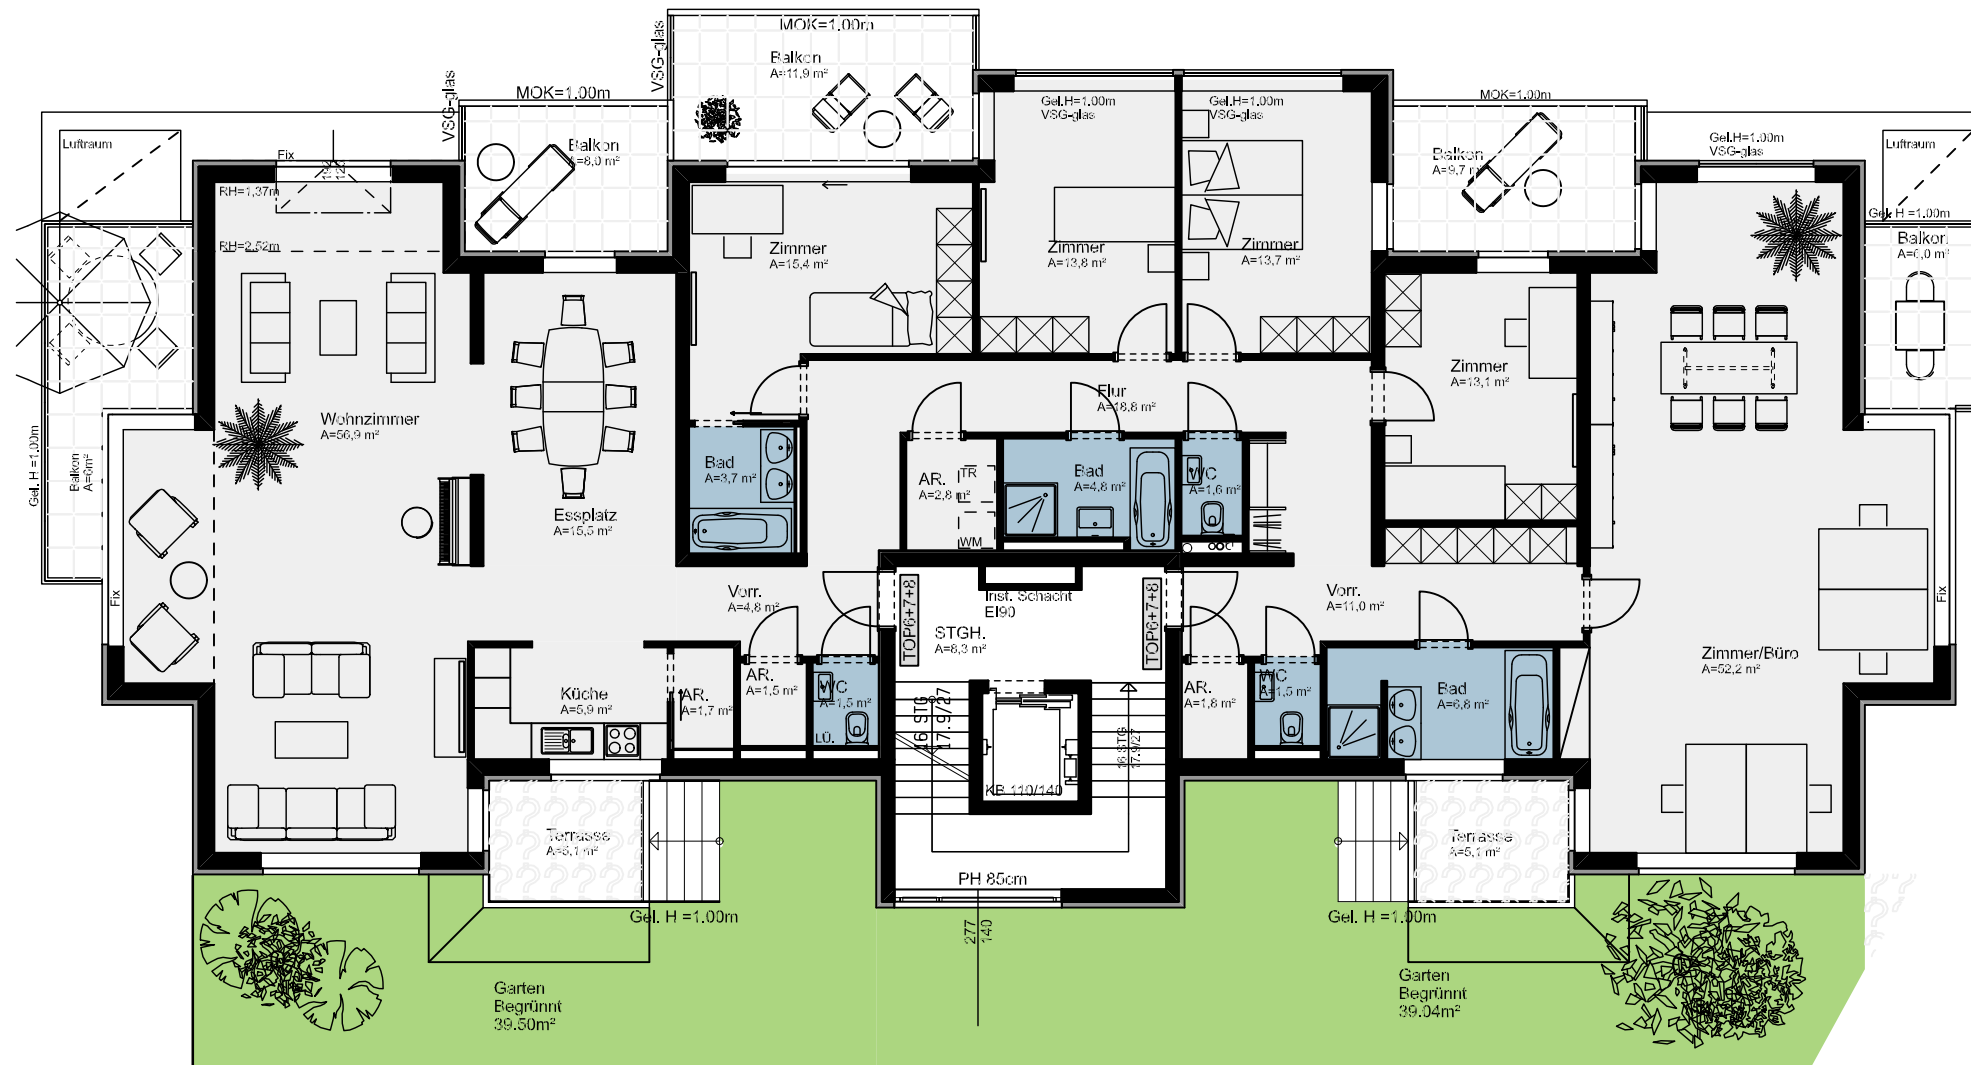 MOK=1.00m
VSG-glas
Balkon
A=11,9 m²
MOK=1.00m
VSG-glas
Balkon
A=8,0 m²
Gel.H=1.00m
VSG-glas
Gel.H=1.00m
VSG-glas
MOK=1.00m
Balkon
A=9,7 m²
Gel.H=1.00m
VSG-glas
Luftraum
Luftraum
Fix
RH=1,37m
RH=2,52m
Gel. H =1.00m
Balkon
A=6,0 m²
Zimmer
A=15,4 m²
Zimmer
A=13,8 m²
Zimmer
A=13,7 m²
Zimmer
A=13,1 m²
Wohnzimmer
A=56,9 m²
Flur
A=18,8 m²
Gel. H =1.00m
Balkon
A=6m²
Bad
A=3,7 m²
AR.
A=2,8 m²
TR
WM
Bad
A=4,8 m²
WC
A=1,6 m²
Essplatz
A=15,5 m²
Vorr.
A=4,8 m²
TOP6+7+8
Inst. Schacht
EI90
STGH.
A=8,3 m²
TOP6+7+8
Vorr.
A=11,0 m²
Fix
Fix
Zimmer/Büro
A=52,2 m²
Küche
A=5,9 m²
AR.
A=1,7 m²
AR.
A=1,5 m²
WC
A=1,5 m²
LÜ.
16 STG
17.9/27
16 STG
17.9/27
KB 110/140
AR.
A=1,8 m²
WC
A=1,5 m²
Bad
A=6,8 m²
Terrasse
A=5,1 m²
Terrasse
A=5,1 m²
PH 85cm
277
140
Gel. H =1.00m
Gel. H =1.00m
Garten
Begrünnt
39.50m²
Garten
Begrünnt
39.04m²